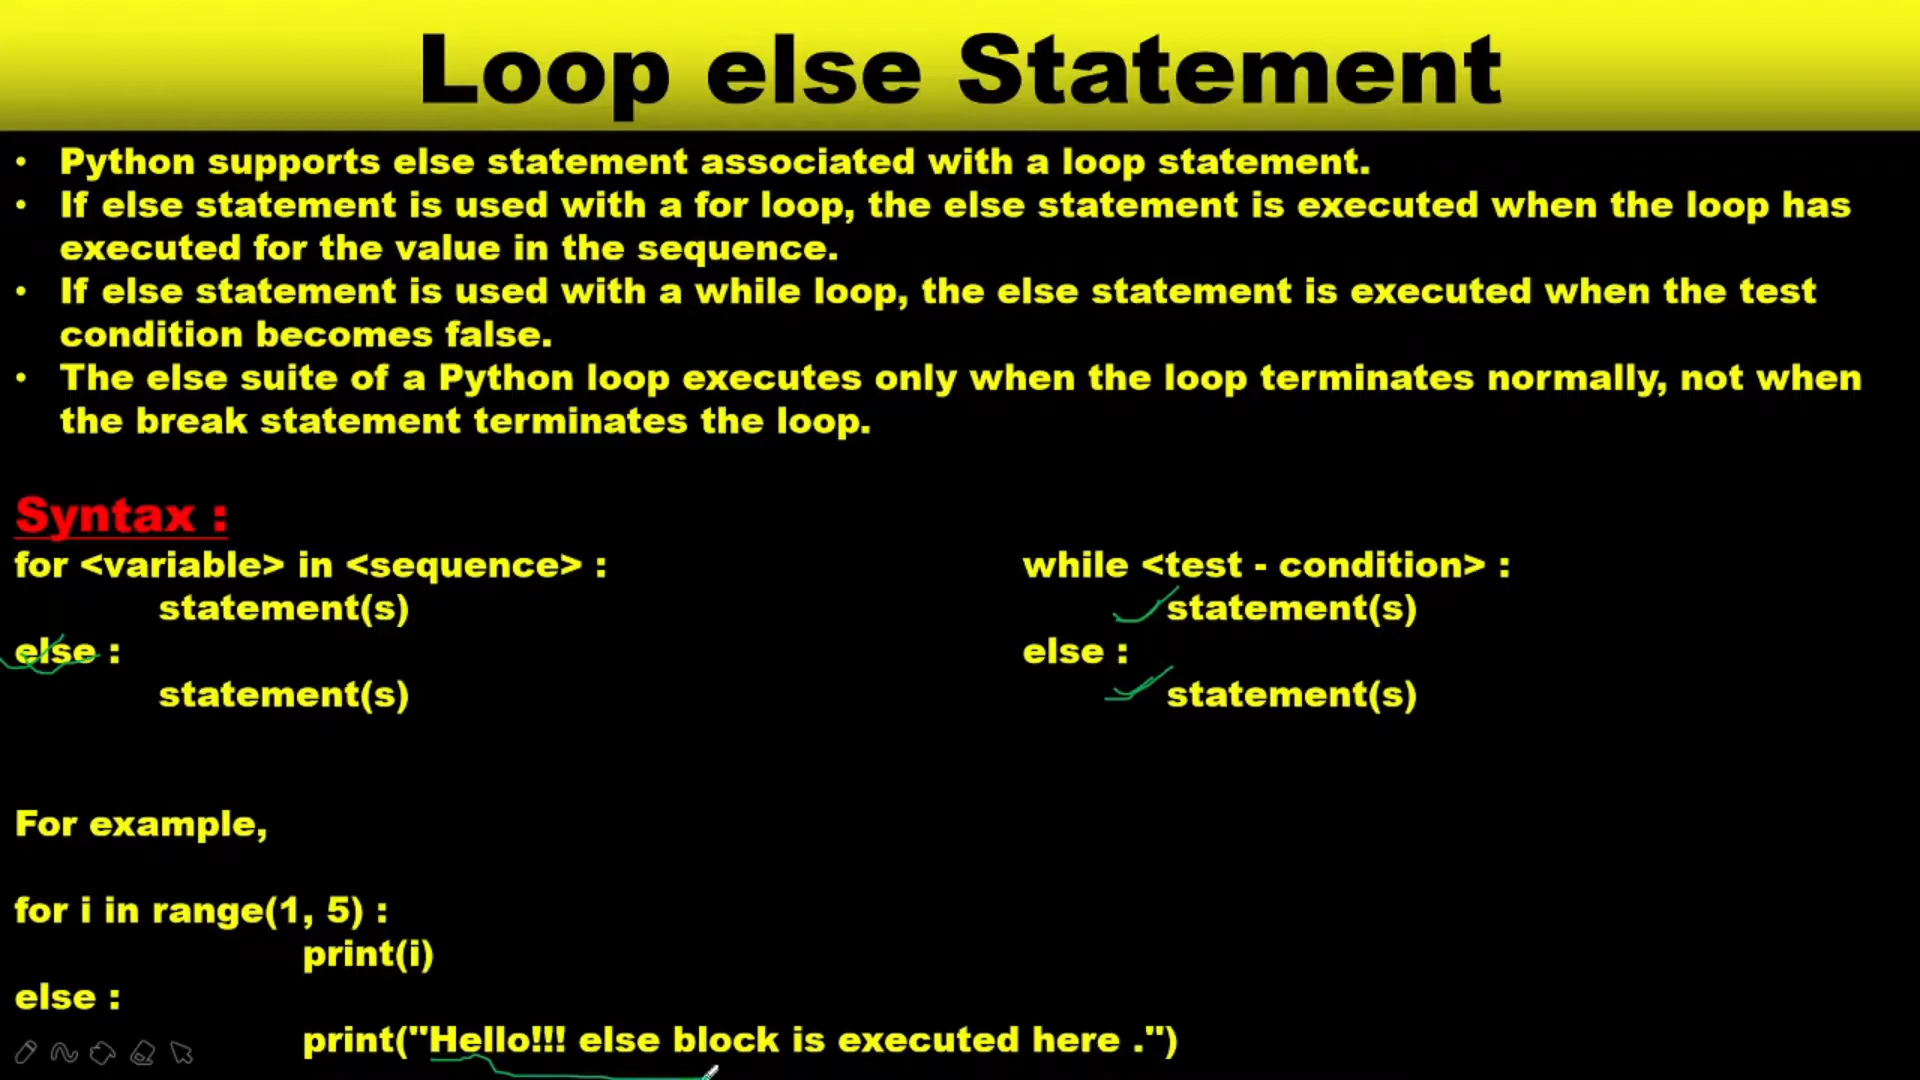 Loop else Statement
• Python supports else statement associated with a loop statement.
• If else statement is used with a for loop, the else statement is executed when the loop has
executed for the value in the sequence.
• If else statement is used with a while loop, the else statement is executed when the test
condition becomes false.
• The else suite of a Python loop executes only when the loop terminates normally, not when
the break statement terminates the loop.
Syntax :
for <variable> in <sequence> :
statement(s)
else :
statement(s)
while <test - condition> :
statement(s)
else :
statement(s)
For example,
for i in range(1, 5) :
print(i)
else :
print("Hello!!! else block is executed here .")